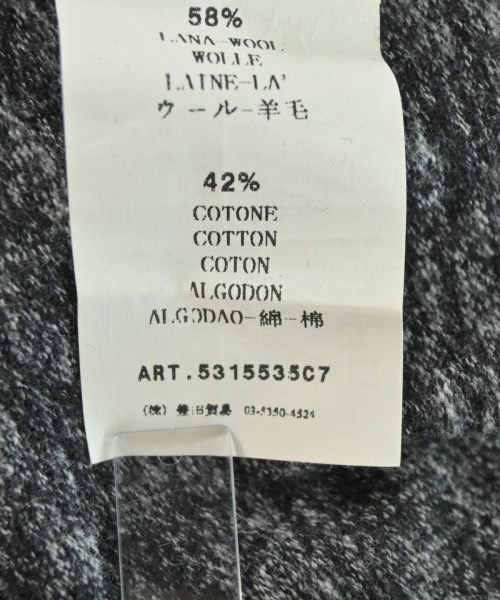 58%
LANA-WOOL
WOLLE
LAINE-LA'
ウール-羊毛
42%
COTONE
COTTON
COTON
ALGODON
ALGODAO-綿-棉
ART.5315535C7
(株) 03-5350-4524